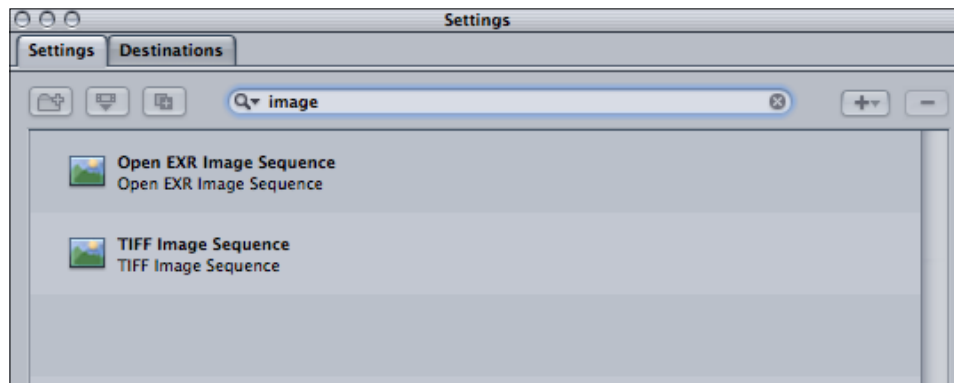 Settings
Settings Destinations
image
Open EXR Image Sequence
Open EXR Image Sequence
TIFF Image Sequence
TIFF Image Sequence